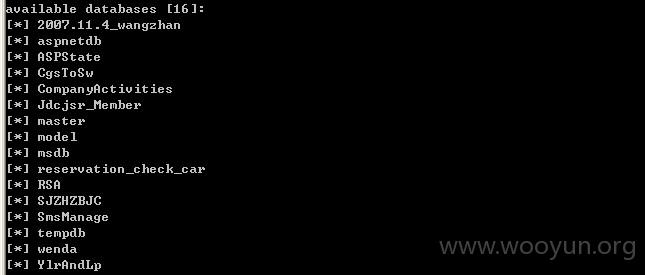 available databases [16]:
[*] 2007.11.4_wangzhan
[*] aspnetdb
[*] ASPState
[*] CgsToSw
[*] CompanyActivities
[*] Jdcjsr_Member
[*] master
[*] model
[*] msdb
[*] reservation_check_car
[*] RSA
[*] SJZHZBJC
[*] SmsManage
[*] tempdb
[*] wenda
[*] YlrAndLp
www.wooyun.org